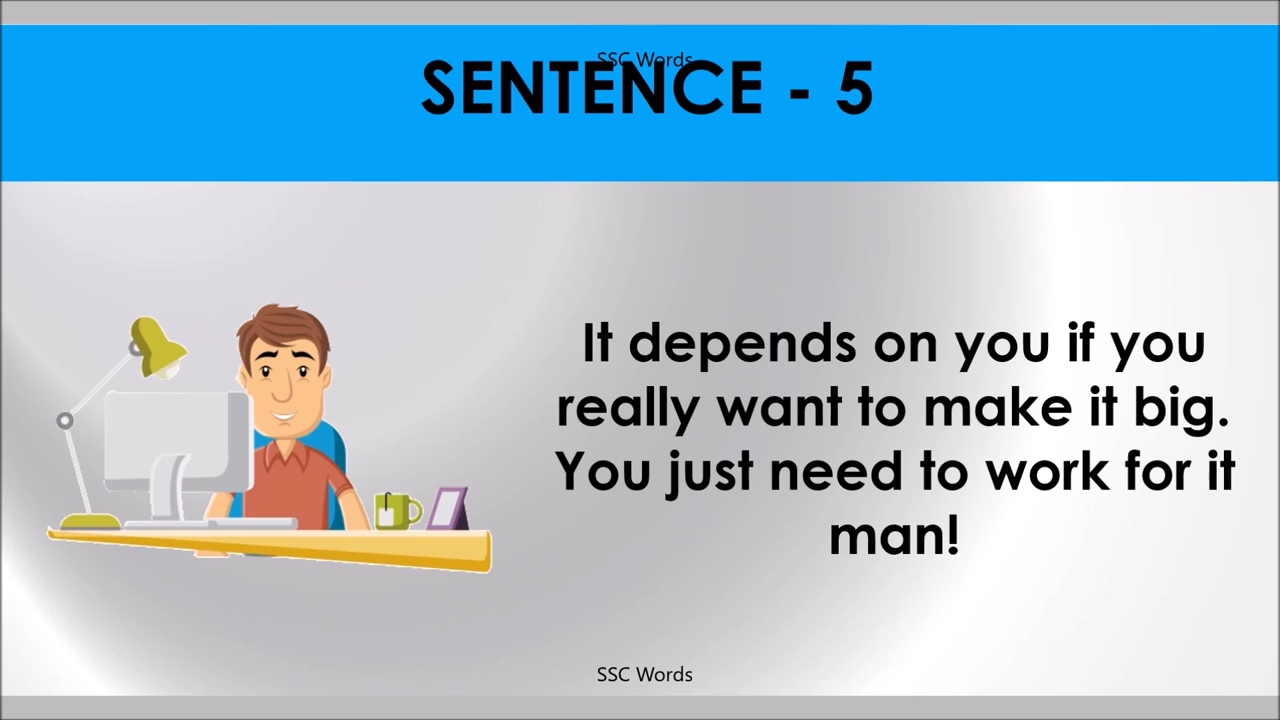 SSC Words
SENTENCE - 5
It depends on you if you
really want to make it big.
You just need to work for it
man!
SSC Words